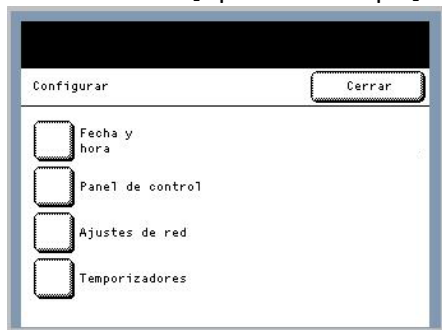 Configurar
Cerrar
Fecha y
hora
Panel de control
Ajustes de red
Temporizadores